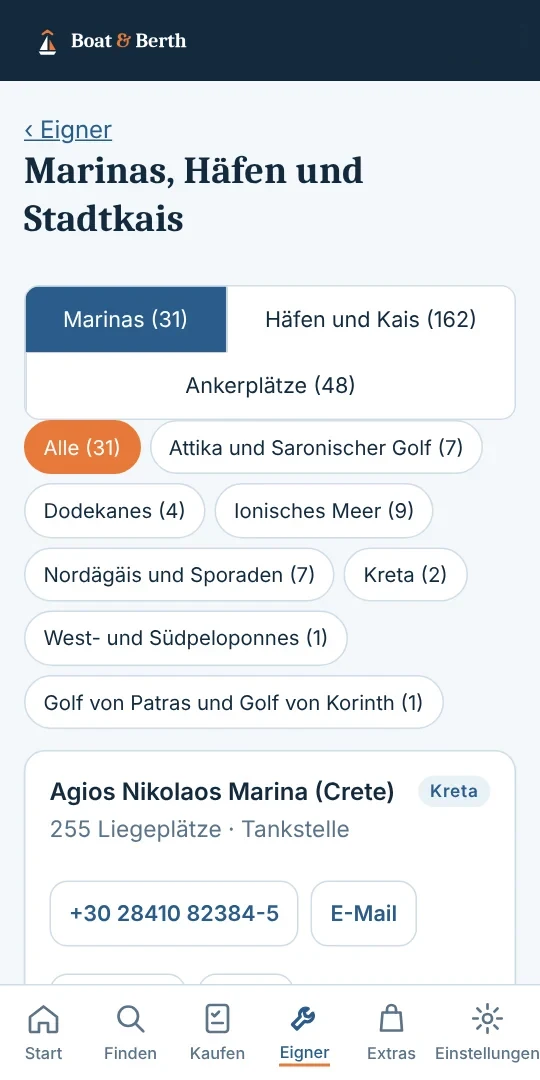 Boat & Berth
‹ Eigner
Marinas, Häfen und
Stadtkais
Marinas (31)
Häfen und Kais (162)
Ankerplätze (48)
Alle (31)
Attika und Saronischer Golf (7)
Dodekanes (4)
Ionisches Meer (9)
Nordägäis und Sporaden (7)
Kreta (2)
West- und Südpeloponnes (1)
Golf von Patras und Golf von Korinth (1)
Agios Nikolaos Marina (Crete)
Kreta
255 Liegeplätze · Tankstelle
+30 28410 82384-5
E-Mail
Start
Finden
Kaufen
Eigner
Extras
Einstellungen